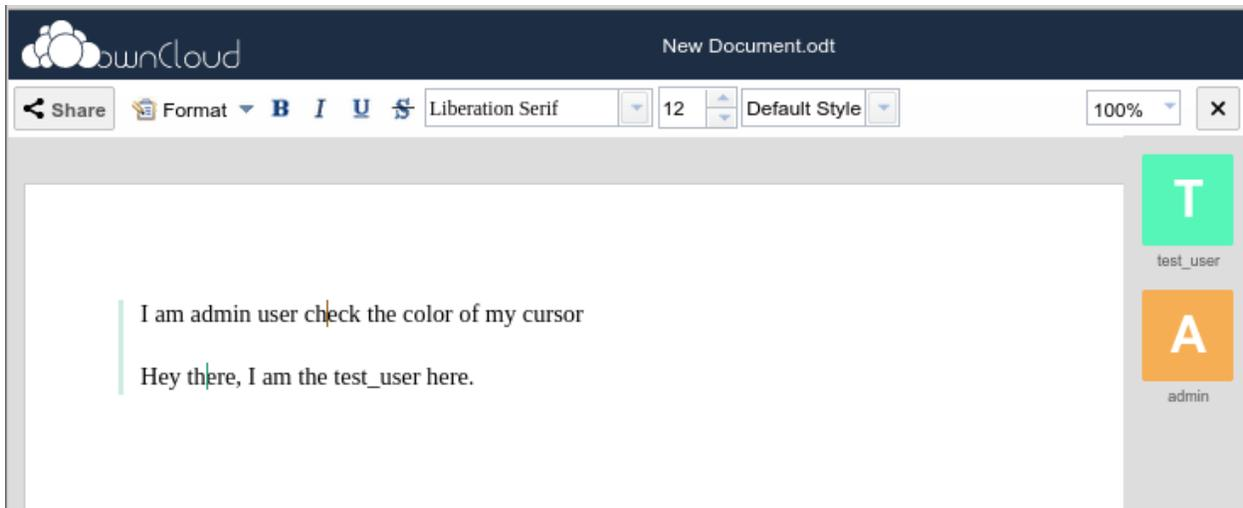 ownCloud
New Document.odt
Share Format B I U S Liberation Serif 12 Default Style 100%
T
test_user
A
admin
I am admin user check the color of my cursor
Hey there, I am the test_user here.